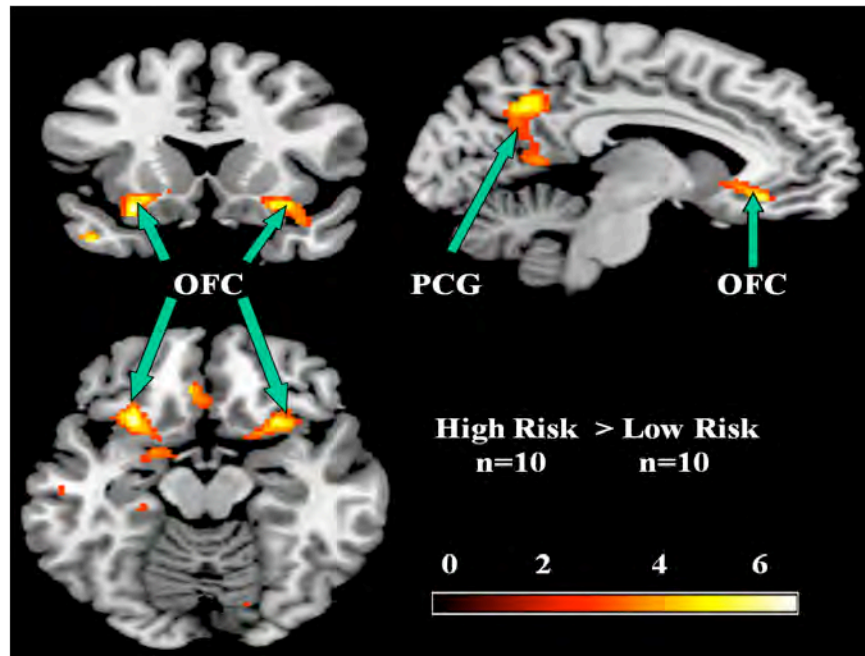 OFC
PCG
OFC
High Risk > Low Risk
n=10 n=10
0 2 4 6